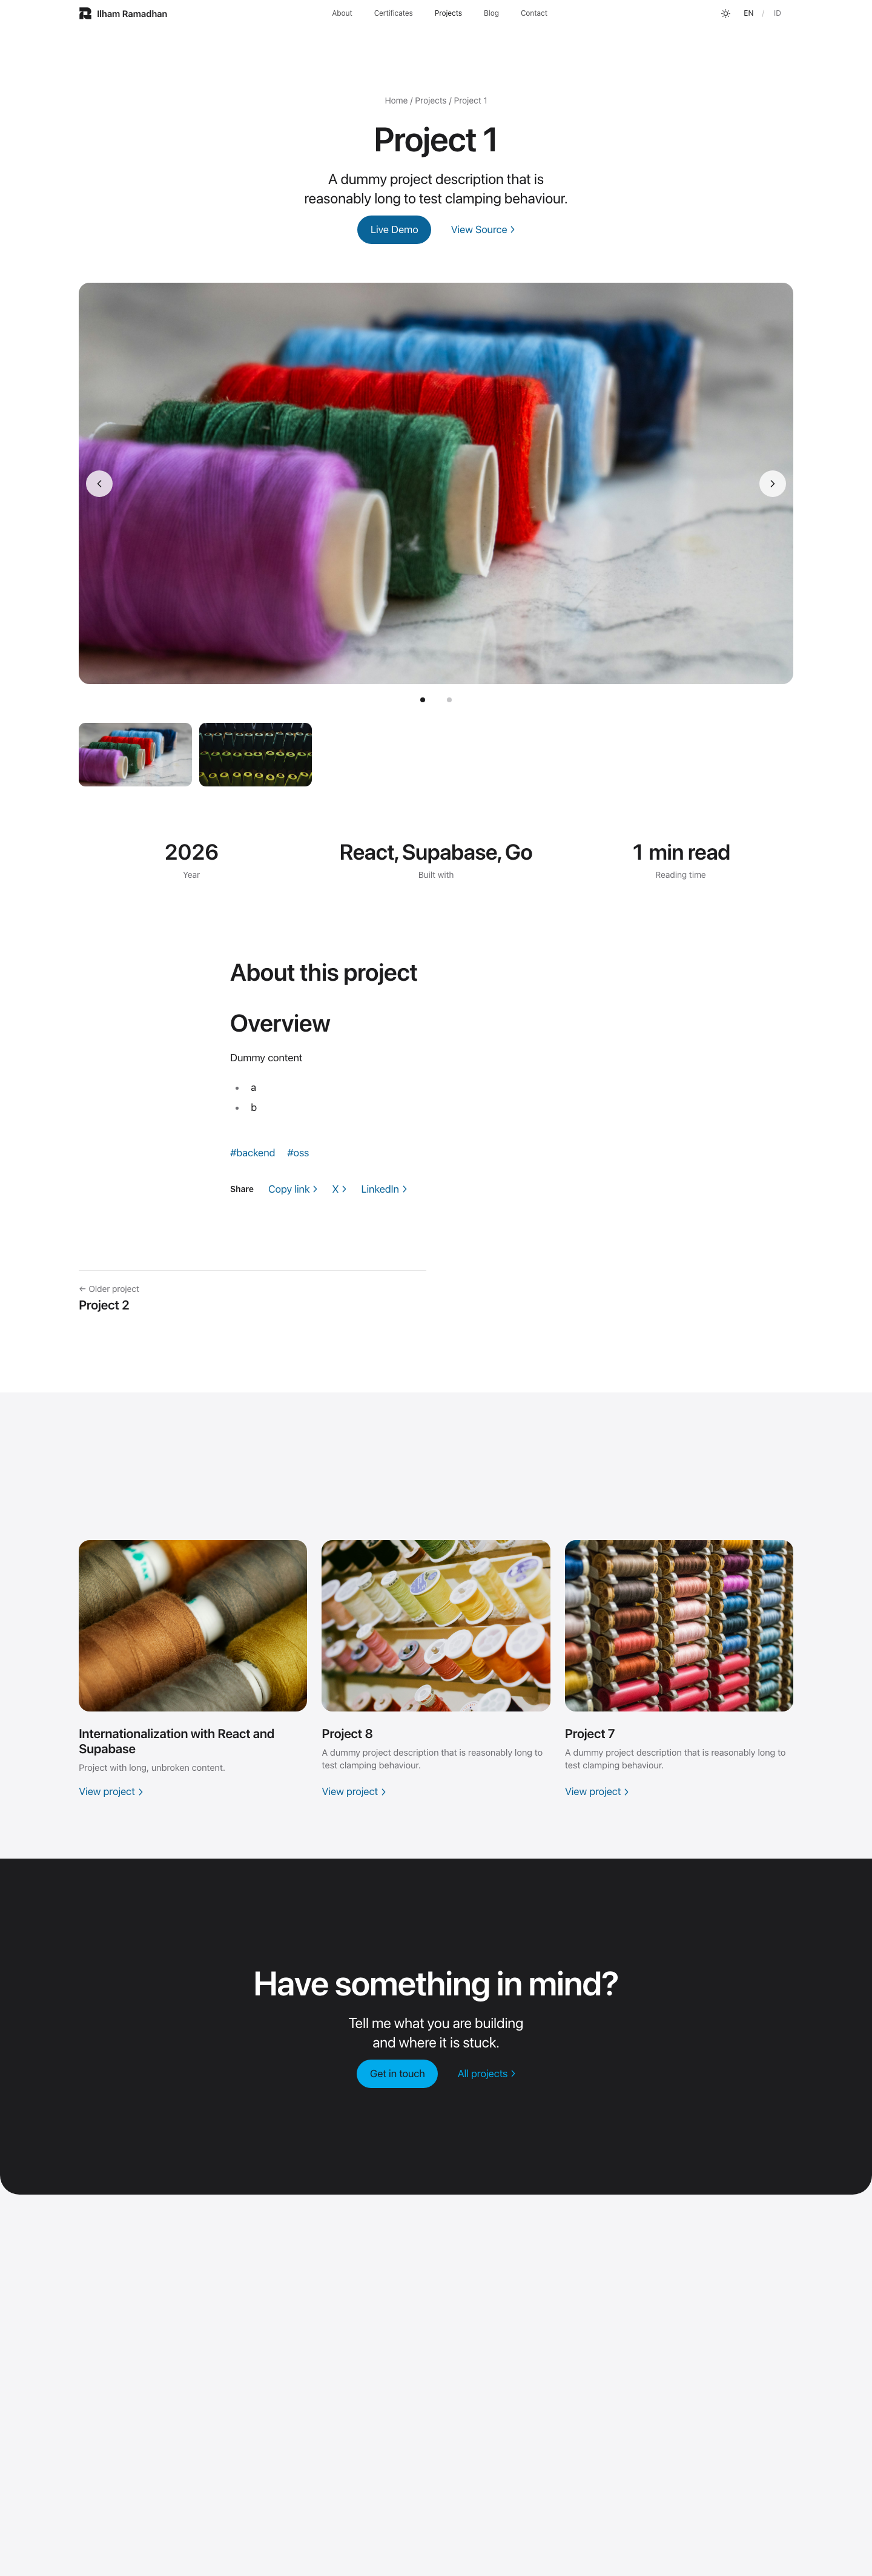 Ilham Ramadhan
About
Certificates
Projects
Blog
Contact
EN / ID
Home / Projects / Project 1
Project 1
A dummy project description that is
reasonably long to test clamping behaviour.
Live Demo
View Source
2026
Year
React, Supabase, Go
Built with
1 min read
Reading time
About this project
Overview
Dummy content
a
b
#backend #oss
Share Copy link X LinkedIn
← Older project
Project 2
Internationalization with React and
Supabase
Project with long, unbroken content.
View project
Project 8
A dummy project description that is reasonably long to
test clamping behaviour.
View project
Project 7
A dummy project description that is reasonably long to
test clamping behaviour.
View project
Have something in mind?
Tell me what you are building
and where it is stuck.
Get in touch
All projects